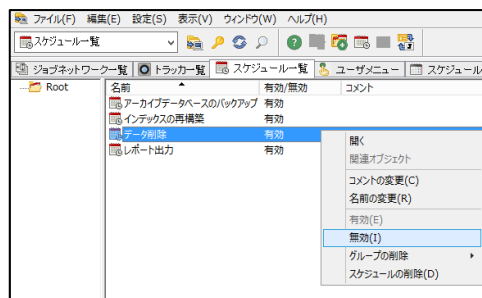 ファイル(F) 編集(E) 設定(S) 表示(V) ウィンドウ(W) ヘルプ(H)
スケジュール一覧
ジョブネットワーク一覧 トラッカ一覧 スケジュール一覧 ユーザメニュー スケジュール
Root
名前 有効/無効 コメント
アーカイブデータベースのバックアップ 有効
インデックスの再構築 有効
データ削除 有効
レポート出力 有効
開く
関連オブジェクト
コメントの変更(C)
名前の変更(R)
有効(E)
無効(I)
グループの削除
スケジュールの削除(D)